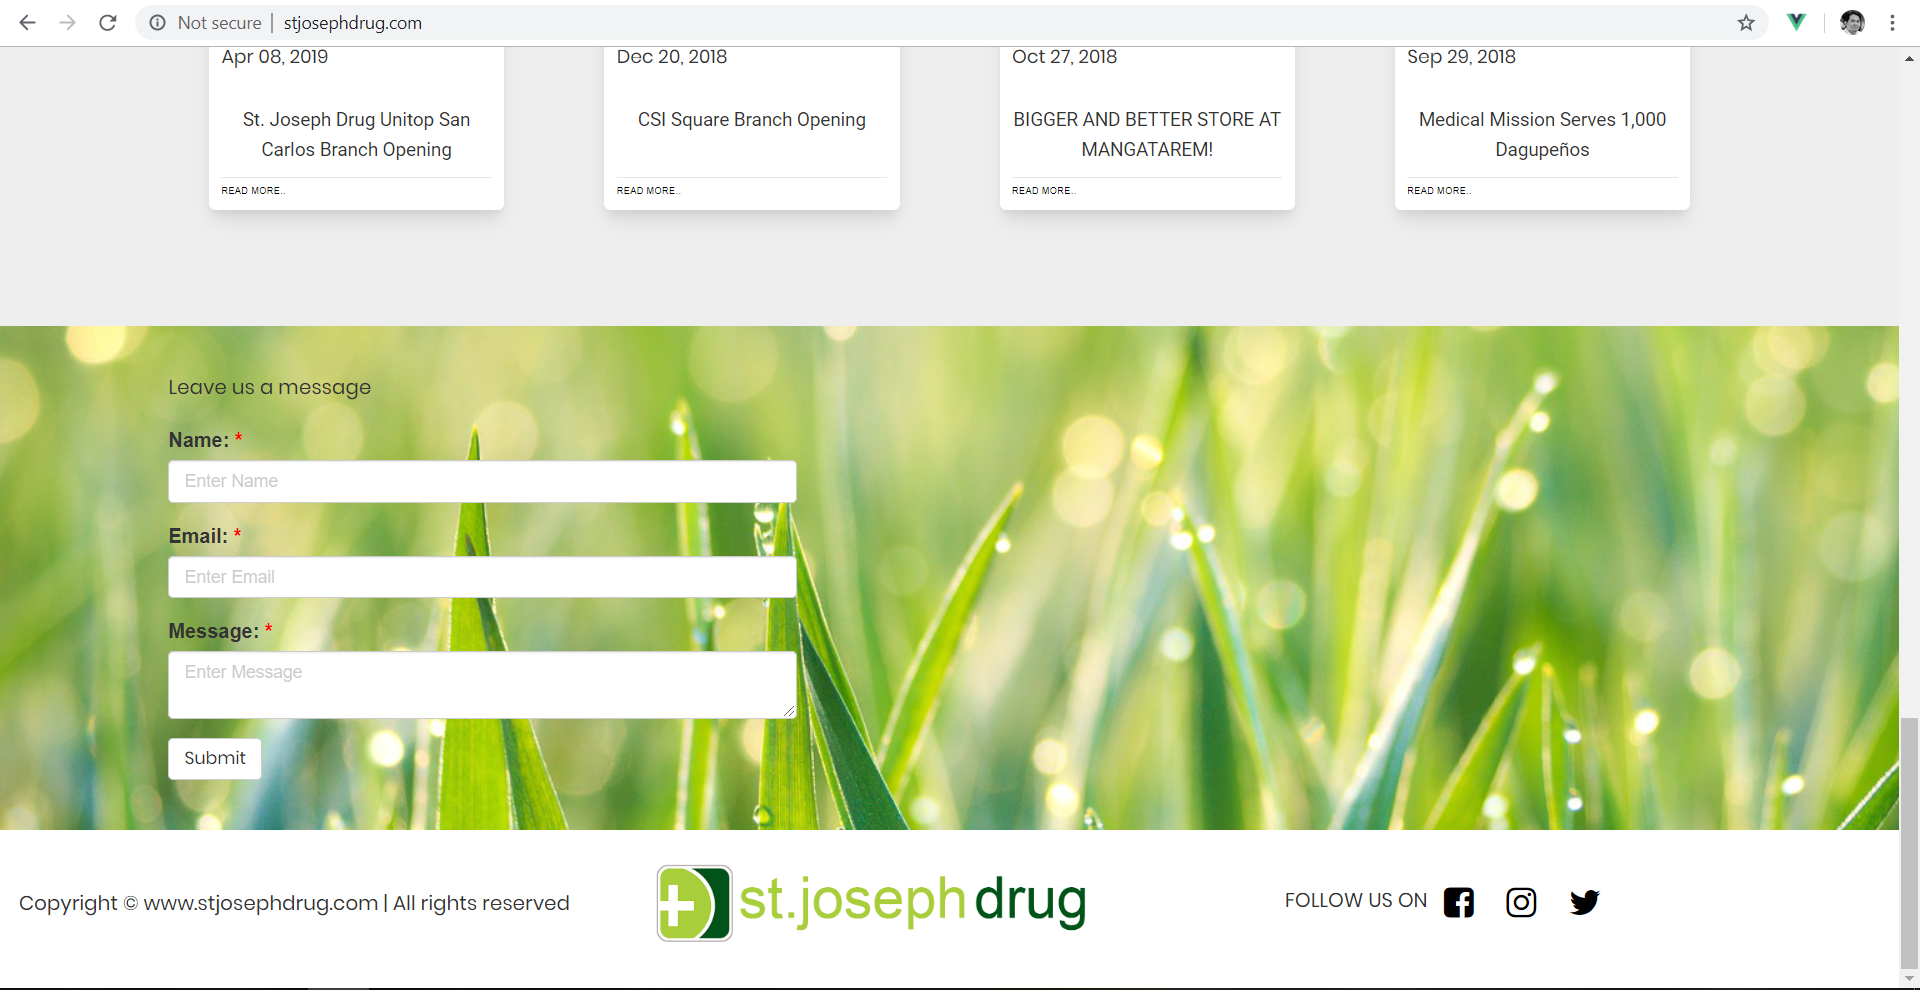 Not secure | stjosephdrug.com
Apr 08, 2019
St. Joseph Drug Unitop San
Carlos Branch Opening
READ MORE..
Dec 20, 2018
CSI Square Branch Opening
READ MORE..
Oct 27, 2018
BIGGER AND BETTER STORE AT
MANGATAREM!
READ MORE..
Sep 29, 2018
Medical Mission Serves 1,000
Dagupeños
READ MORE..
Leave us a message
Name: *
Enter Name
Email: *
Enter Email
Message: *
Enter Message
Submit
Copyright © www.stjosephdrug.com | All rights reserved
st.joseph drug
FOLLOW US ON